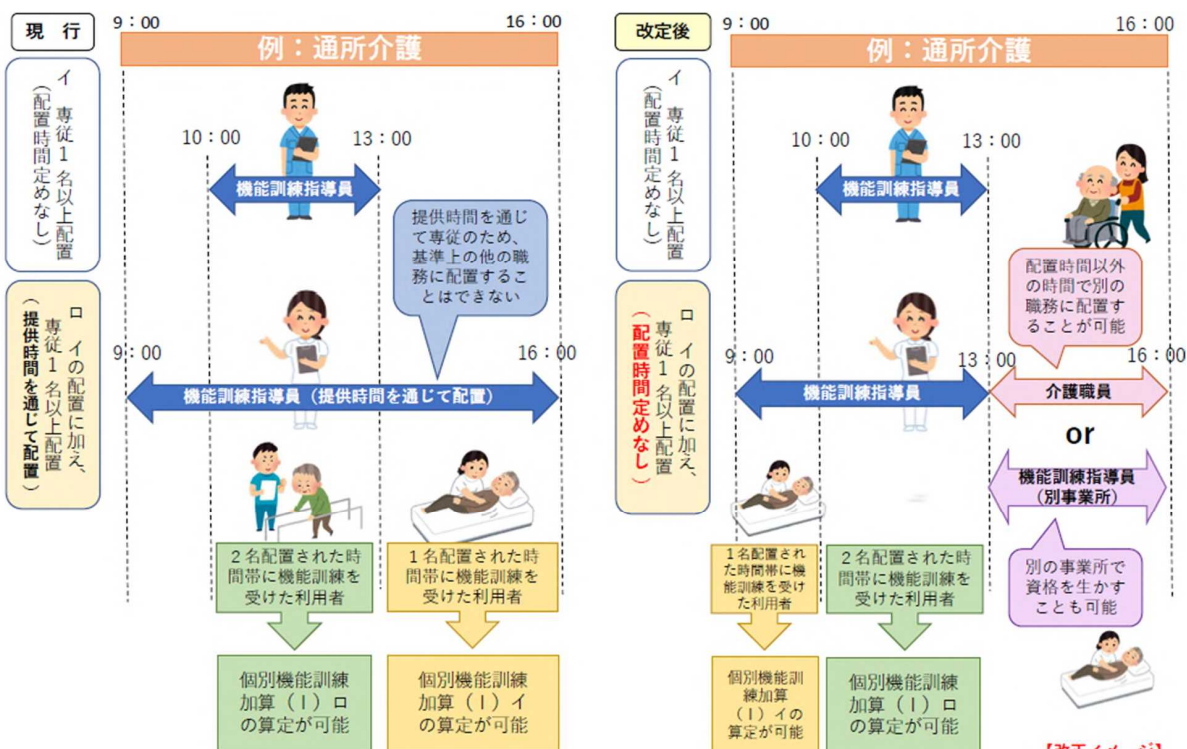 現　行
9：00
16：00
例：通所介護
イ　専従1名以上配置
（配置時間定めなし）
10：00
13：00
機能訓練指導員
提供時間を通じ
て専従のため、
基準上の他の職
務に配置するこ
とはできない
ロ　イの配置に加え、
専従1名以上配置
（提供時間を通じて配置）
9：00
16：00
機能訓練指導員（提供時間を通じて配置）
2名配置された時
間帯に機能訓練を
受けた利用者
1名配置された時
間帯に機能訓練を
受けた利用者
個別機能訓練
加算（Ⅰ）ロ
の算定が可能
個別機能訓練
加算（Ⅰ）イ
の算定が可能
改定後
9：00
16：00
例：通所介護
イ　専従1名以上配置
（配置時間定めなし）
10：00
13：00
機能訓練指導員
配置時間以外
の時間で別の
職務に配置す
ることが可能
ロ　イの配置に加え、
専従1名以上配置
（配置時間定めなし）
9：00
13：00
16：00
機能訓練指導員
介護職員
or
機能訓練指導員
（別事業所）
別の事業所で
資格を生かす
ことも可能
1名配置され
た時間帯に機
能訓練を受け
た利用者
2名配置された時
間帯に機能訓練を
受けた利用者
個別機能訓
練加算
（Ⅰ）イの
算定が可能
個別機能訓練
加算（Ⅰ）ロ
の算定が可能
【改正イメージ】